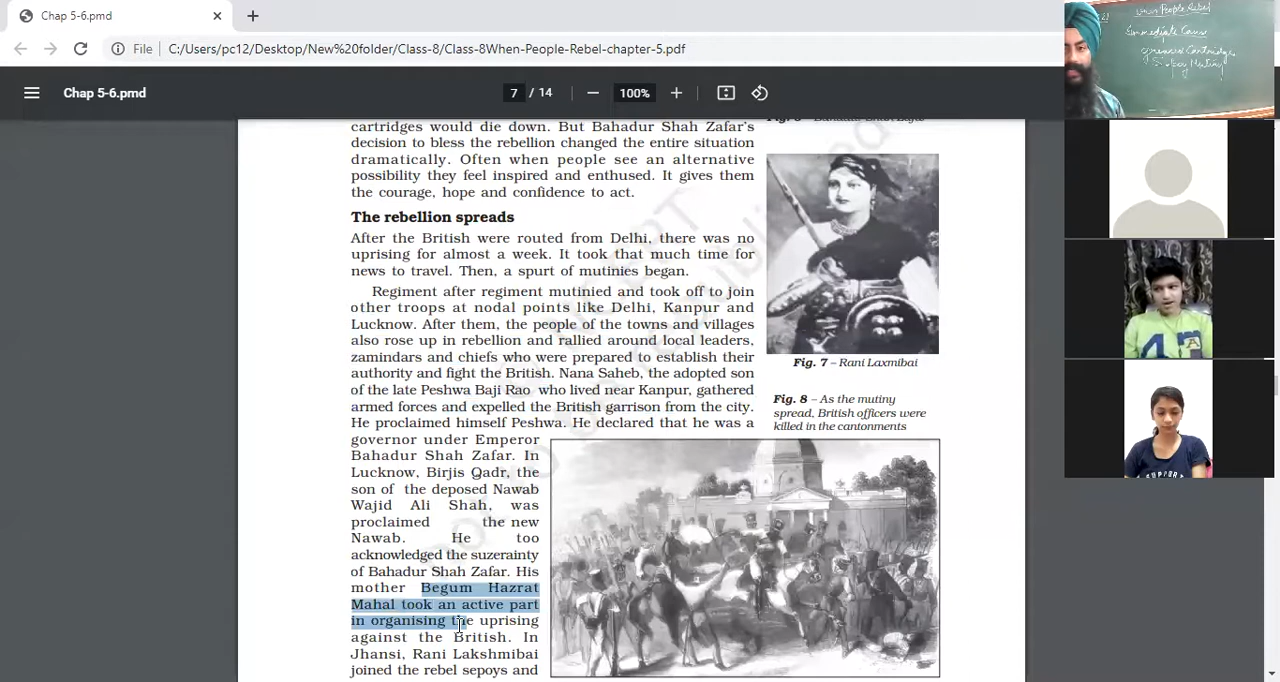 Chap 5-6.pmd
File
C:/Users/pc12/Desktop/New%20folder/Class-8/Class-8When-People-Rebel-chapter-5.pdf
Chap 5-6.pmd
7 / 14
100%
cartridges would die down. But Bahadur Shah Zafar's
decision to bless the rebellion changed the entire situation
dramatically. Often when people see an alternative
possibility they feel inspired and enthused. It gives them
the courage, hope and confidence to act.
The rebellion spreads
After the British were routed from Delhi, there was no
uprising for almost a week. It took that much time for
news to travel. Then, a spurt of mutinies began.
Regiment after regiment mutinied and took off to join
other troops at nodal points like Delhi, Kanpur and
Lucknow. After them, the people of the towns and villages
also rose up in rebellion and rallied around local leaders,
zamindars and chiefs who were prepared to establish their
authority and fight the British. Nana Saheb, the adopted son
of the late Peshwa Baji Rao who lived near Kanpur, gathered
armed forces and expelled the British garrison from the city.
He proclaimed himself Peshwa. He declared that he was a
governor under Emperor
Bahadur Shah Zafar. In
Lucknow, Birjis Qadr, the
son of the deposed Nawab
Wajid Ali Shah, was
proclaimed the new
Nawab. He too
acknowledged the suzerainty
of Bahadur Shah Zafar. His
mother Begum Hazrat
Mahal took an active part
in organising the uprising
against the British. In
Jhansi, Rani Lakshmibai
joined the rebel sepoys and
Fig. 7 – Rani Laxmibai
Fig. 8 – As the mutiny
spread, British officers were
killed in the cantonments
When People Rebel
Immediate Cause
greased Cartridge
Sepoy Mutiny